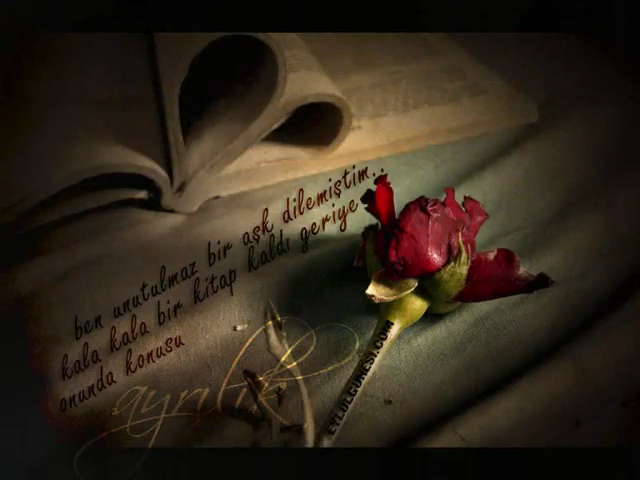 ben unutulmaz bir aşk dilemiştim..
kala kala bir kitap kaldı geriye
onunda konusu
ayrılık
EYLULGUNESI.COM